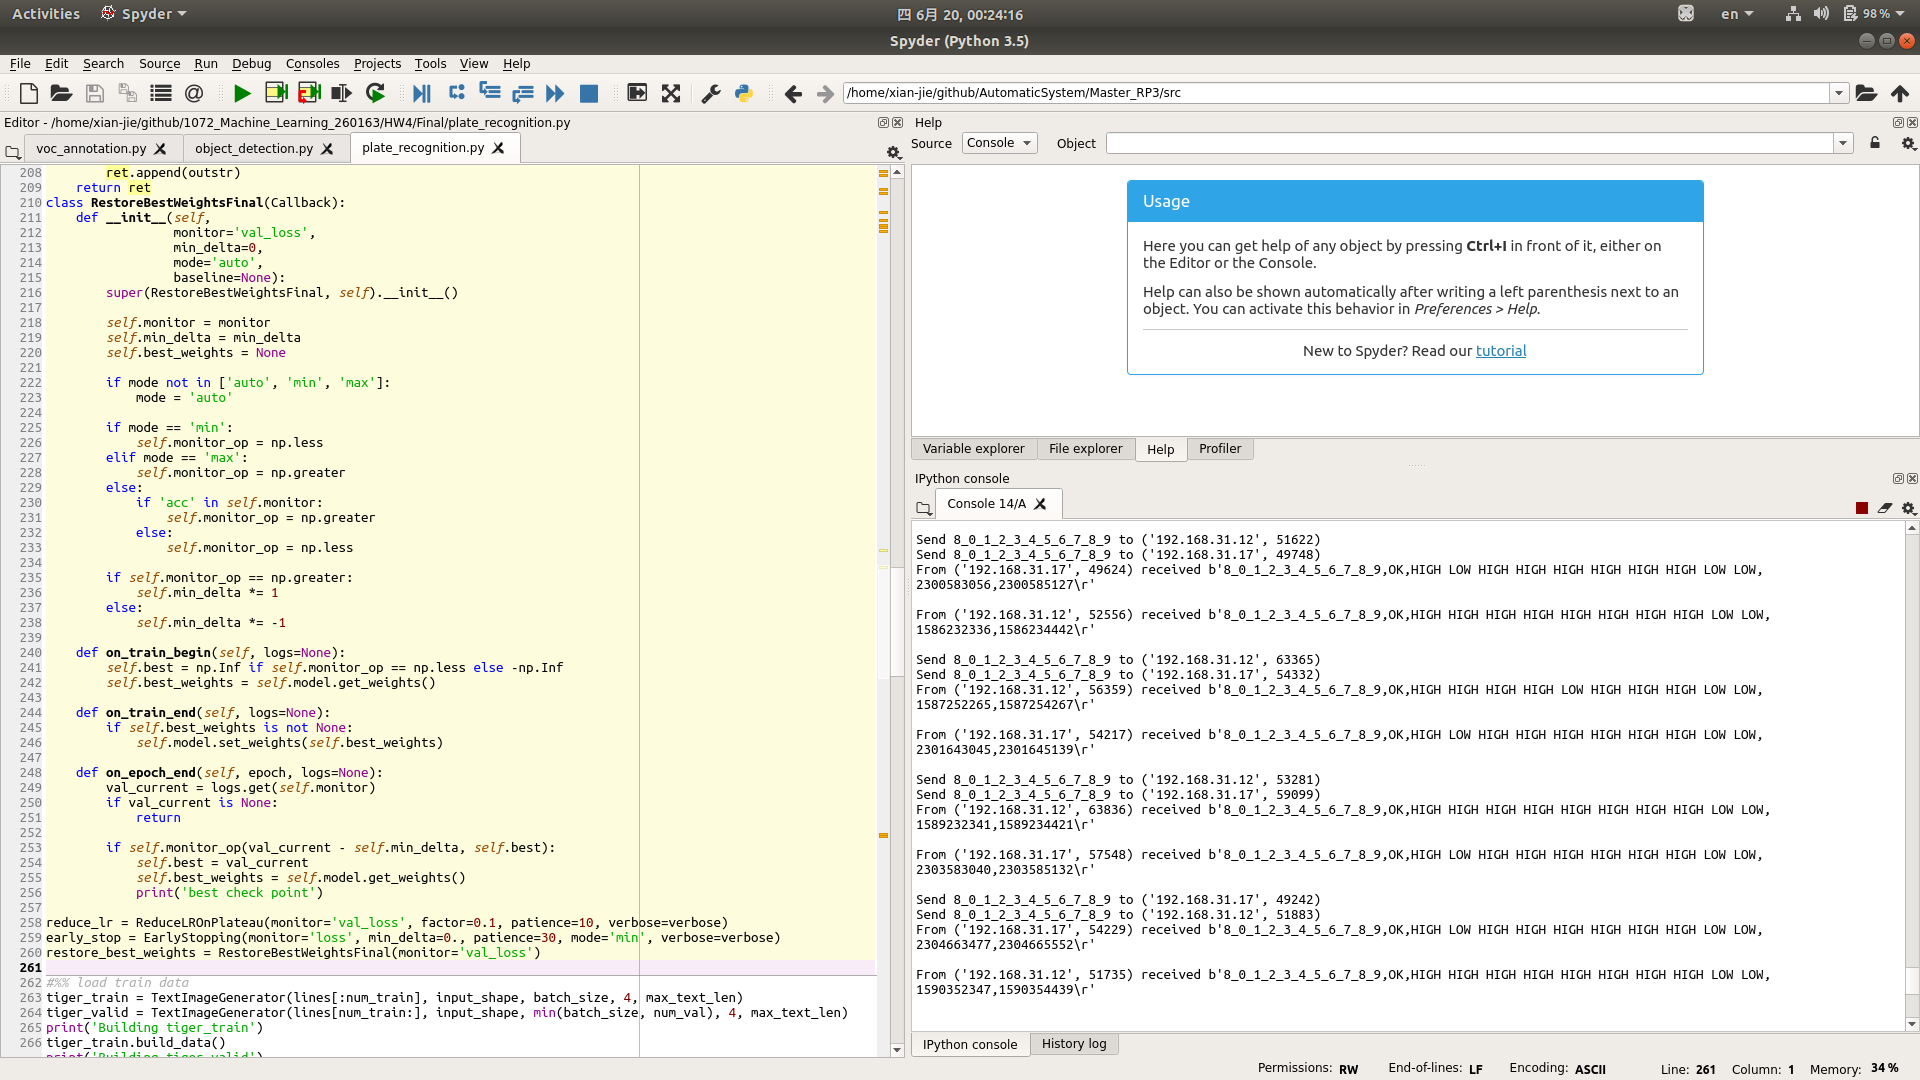 Activities
Spyder
四 6月 20, 00:24:16
en
98 %
Spyder (Python 3.5)
File Edit Search Source Run Debug Consoles Projects Tools View Help
/home/xian-jie/github/AutomaticSystem/Master_RP3/src
Editor - /home/xian-jie/github/1072_Machine_Learning_260163/HW4/Final/plate_recognition.py
voc_annotation.py
object_detection.py
plate_recognition.py
208 ret.append(outstr)
209 return ret
210 class RestoreBestWeightsFinal(Callback):
211 def __init__(self,
212 monitor='val_loss',
213 min_delta=0,
214 mode='auto',
215 baseline=None):
216 super(RestoreBestWeightsFinal, self).__init__()
217
218 self.monitor = monitor
219 self.min_delta = min_delta
220 self.best_weights = None
221
222 if mode not in ['auto', 'min', 'max']:
223 mode = 'auto'
224
225 if mode == 'min':
226 self.monitor_op = np.less
227 elif mode == 'max':
228 self.monitor_op = np.greater
229 else:
230 if 'acc' in self.monitor:
231 self.monitor_op = np.greater
232 else:
233 self.monitor_op = np.less
234
235 if self.monitor_op == np.greater:
236 self.min_delta *= 1
237 else:
238 self.min_delta *= -1
239
240 def on_train_begin(self, logs=None):
241 self.best = np.Inf if self.monitor_op == np.less else -np.Inf
242 self.best_weights = self.model.get_weights()
243
244 def on_train_end(self, logs=None):
245 if self.best_weights is not None:
246 self.model.set_weights(self.best_weights)
247
248 def on_epoch_end(self, epoch, logs=None):
249 val_current = logs.get(self.monitor)
250 if val_current is None:
251 return
252
253 if self.monitor_op(val_current - self.min_delta, self.best):
254 self.best = val_current
255 self.best_weights = self.model.get_weights()
256 print('best check point')
257
258 reduce_lr = ReduceLROnPlateau(monitor='val_loss', factor=0.1, patience=10, verbose=verbose)
259 early_stop = EarlyStopping(monitor='loss', min_delta=0., patience=30, mode='min', verbose=verbose)
260 restore_best_weights = RestoreBestWeightsFinal(monitor='val_loss')
261
262 #%% load train data
263 tiger_train = TextImageGenerator(lines[:num_train], input_shape, batch_size, 4, max_text_len)
264 tiger_valid = TextImageGenerator(lines[num_train:], input_shape, min(batch_size, num_val), 4, max_text_len)
265 print('Building tiger_train')
266 tiger_train.build_data()
print('Building tiger_valid')
Help
Source Console Object
Usage
Here you can get help of any object by pressing Ctrl+I in front of it, either on
the Editor or the Console.
Help can also be shown automatically after writing a left parenthesis next to an
object. You can activate this behavior in Preferences > Help.
New to Spyder? Read our tutorial
Variable explorer File explorer Help Profiler
IPython console
Console 14/A
Send 8_0_1_2_3_4_5_6_7_8_9 to ('192.168.31.12', 51622)
Send 8_0_1_2_3_4_5_6_7_8_9 to ('192.168.31.17', 49748)
From ('192.168.31.17', 49624) received b'8_0_1_2_3_4_5_6_7_8_9,OK,HIGH LOW HIGH HIGH HIGH HIGH HIGH HIGH LOW LOW,
2300583056,2300585127\r'
From ('192.168.31.12', 52556) received b'8_0_1_2_3_4_5_6_7_8_9,OK,HIGH HIGH HIGH HIGH HIGH HIGH HIGH HIGH LOW LOW,
1586232336,1586234442\r'
Send 8_0_1_2_3_4_5_6_7_8_9 to ('192.168.31.12', 63365)
Send 8_0_1_2_3_4_5_6_7_8_9 to ('192.168.31.17', 54332)
From ('192.168.31.12', 56359) received b'8_0_1_2_3_4_5_6_7_8_9,OK,HIGH HIGH HIGH HIGH LOW HIGH HIGH HIGH LOW LOW,
1587252265,1587254267\r'
From ('192.168.31.17', 54217) received b'8_0_1_2_3_4_5_6_7_8_9,OK,HIGH LOW HIGH HIGH HIGH HIGH HIGH HIGH LOW LOW,
2301643045,2301645139\r'
Send 8_0_1_2_3_4_5_6_7_8_9 to ('192.168.31.12', 53281)
Send 8_0_1_2_3_4_5_6_7_8_9 to ('192.168.31.17', 59099)
From ('192.168.31.12', 63836) received b'8_0_1_2_3_4_5_6_7_8_9,OK,HIGH HIGH HIGH HIGH HIGH HIGH HIGH HIGH LOW LOW,
1589232341,1589234421\r'
From ('192.168.31.17', 57548) received b'8_0_1_2_3_4_5_6_7_8_9,OK,HIGH LOW HIGH HIGH HIGH HIGH HIGH HIGH LOW LOW,
2303583040,2303585132\r'
Send 8_0_1_2_3_4_5_6_7_8_9 to ('192.168.31.17', 49242)
Send 8_0_1_2_3_4_5_6_7_8_9 to ('192.168.31.12', 51883)
From ('192.168.31.17', 54229) received b'8_0_1_2_3_4_5_6_7_8_9,OK,HIGH LOW HIGH HIGH HIGH HIGH HIGH HIGH LOW LOW,
2304663477,2304665552\r'
From ('192.168.31.12', 51735) received b'8_0_1_2_3_4_5_6_7_8_9,OK,HIGH HIGH HIGH HIGH HIGH HIGH HIGH HIGH LOW LOW,
1590352347,1590354439\r'
IPython console History log
Permissions: RW End-of-lines: LF Encoding: ASCII Line: 261 Column: 1 Memory: 34 %